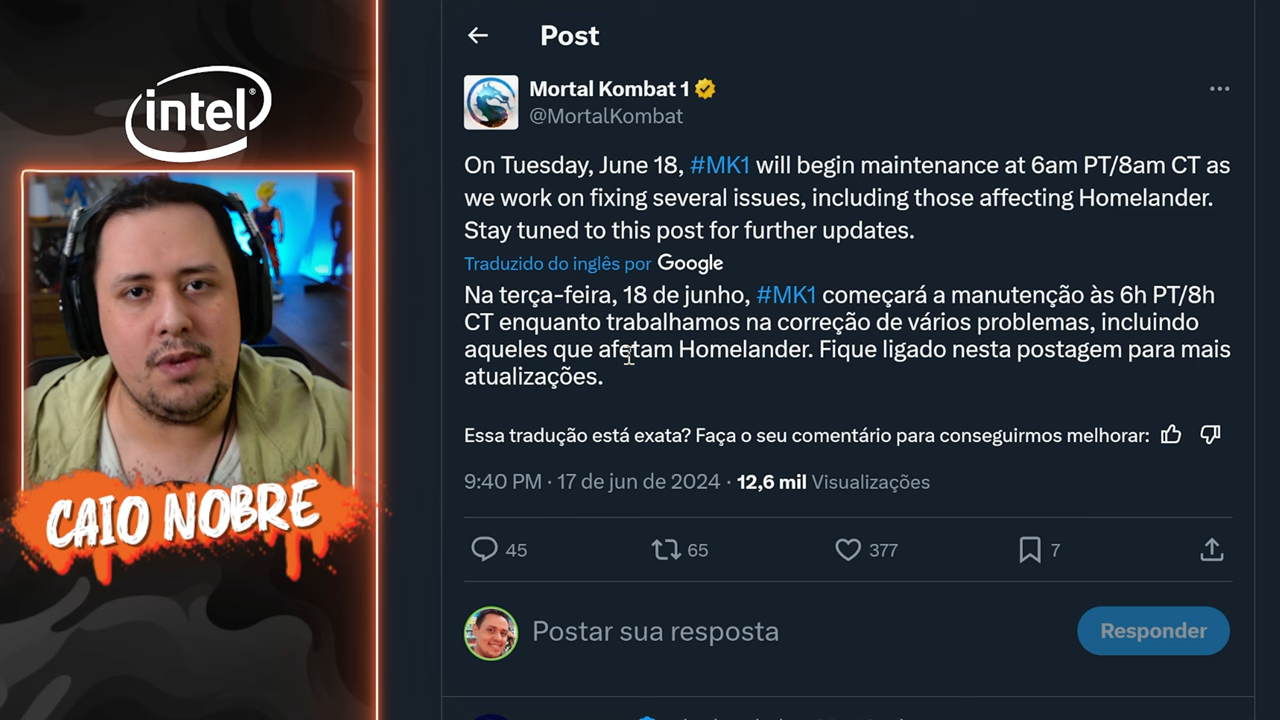 intel®
CAIO NOBRE
Post
Mortal Kombat 1
@MortalKombat
On Tuesday, June 18, #MK1 will begin maintenance at 6am PT/8am CT as
we work on fixing several issues, including those affecting Homelander.
Stay tuned to this post for further updates.
Traduzido do inglês por Google
Na terça-feira, 18 de junho, #MK1 começará a manutenção às 6h PT/8h
CT enquanto trabalhamos na correção de vários problemas, incluindo
aqueles que afetam Homelander. Fique ligado nesta postagem para mais
atualizações.
Essa tradução está exata? Faça o seu comentário para conseguirmos melhorar:
9:40 PM · 17 de jun de 2024 · 12,6 mil Visualizações
45 65 377 7
Postar sua resposta Responder